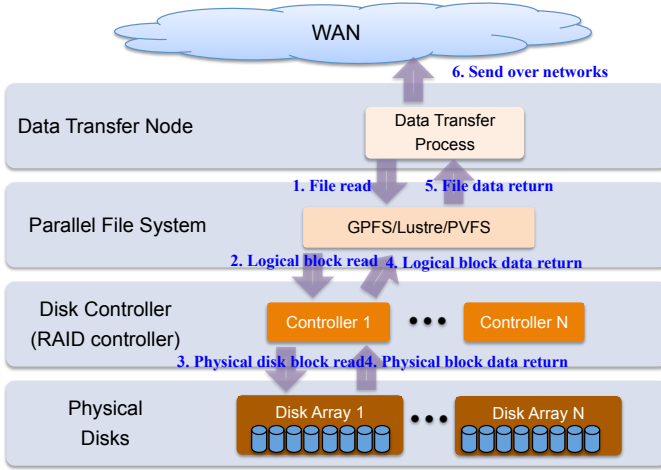 WAN
6. Send over networks
Data Transfer Node
Data Transfer
Process
1. File read
5. File data return
Parallel File System
GPFS/Lustre/PVFS
2. Logical block read
4. Logical block data return
Disk Controller
(RAID controller)
Controller 1
•••
Controller N
3. Physical disk block read
4. Physical block data return
Physical
Disks
Disk Array 1
•••
Disk Array N